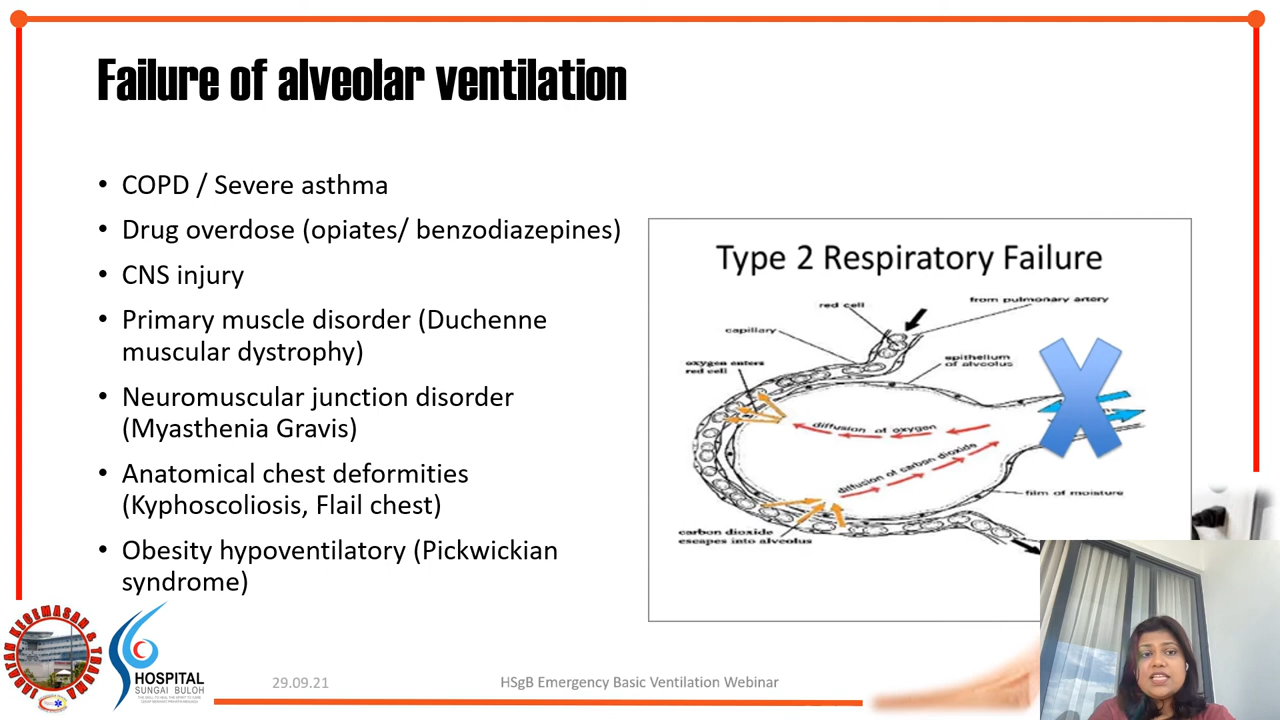 Failure of alveolar ventilation
• COPD / Severe asthma
• Drug overdose (opiates/ benzodiazepines)
• CNS injury
• Primary muscle disorder (Duchenne
muscular dystrophy)
• Neuromuscular junction disorder
(Myasthenia Gravis)
• Anatomical chest deformities
(Kyphoscoliosis, Flail chest)
• Obesity hypoventilatory (Pickwickian
syndrome)
Type 2 Respiratory Failure
red cell
from pulmonary artery
capillary
oxygen enters
red cell
epithelium
of alveolus
diffusion of oxygen
diffusion of carbon dioxide
film of moisture
carbon dioxide
escapes into alveolus
JABATAN KECEMASAN & TRAUMA
HOSPITAL
SUNGAI BULOH
29.09.21
HSgB Emergency Basic Ventilation Webinar